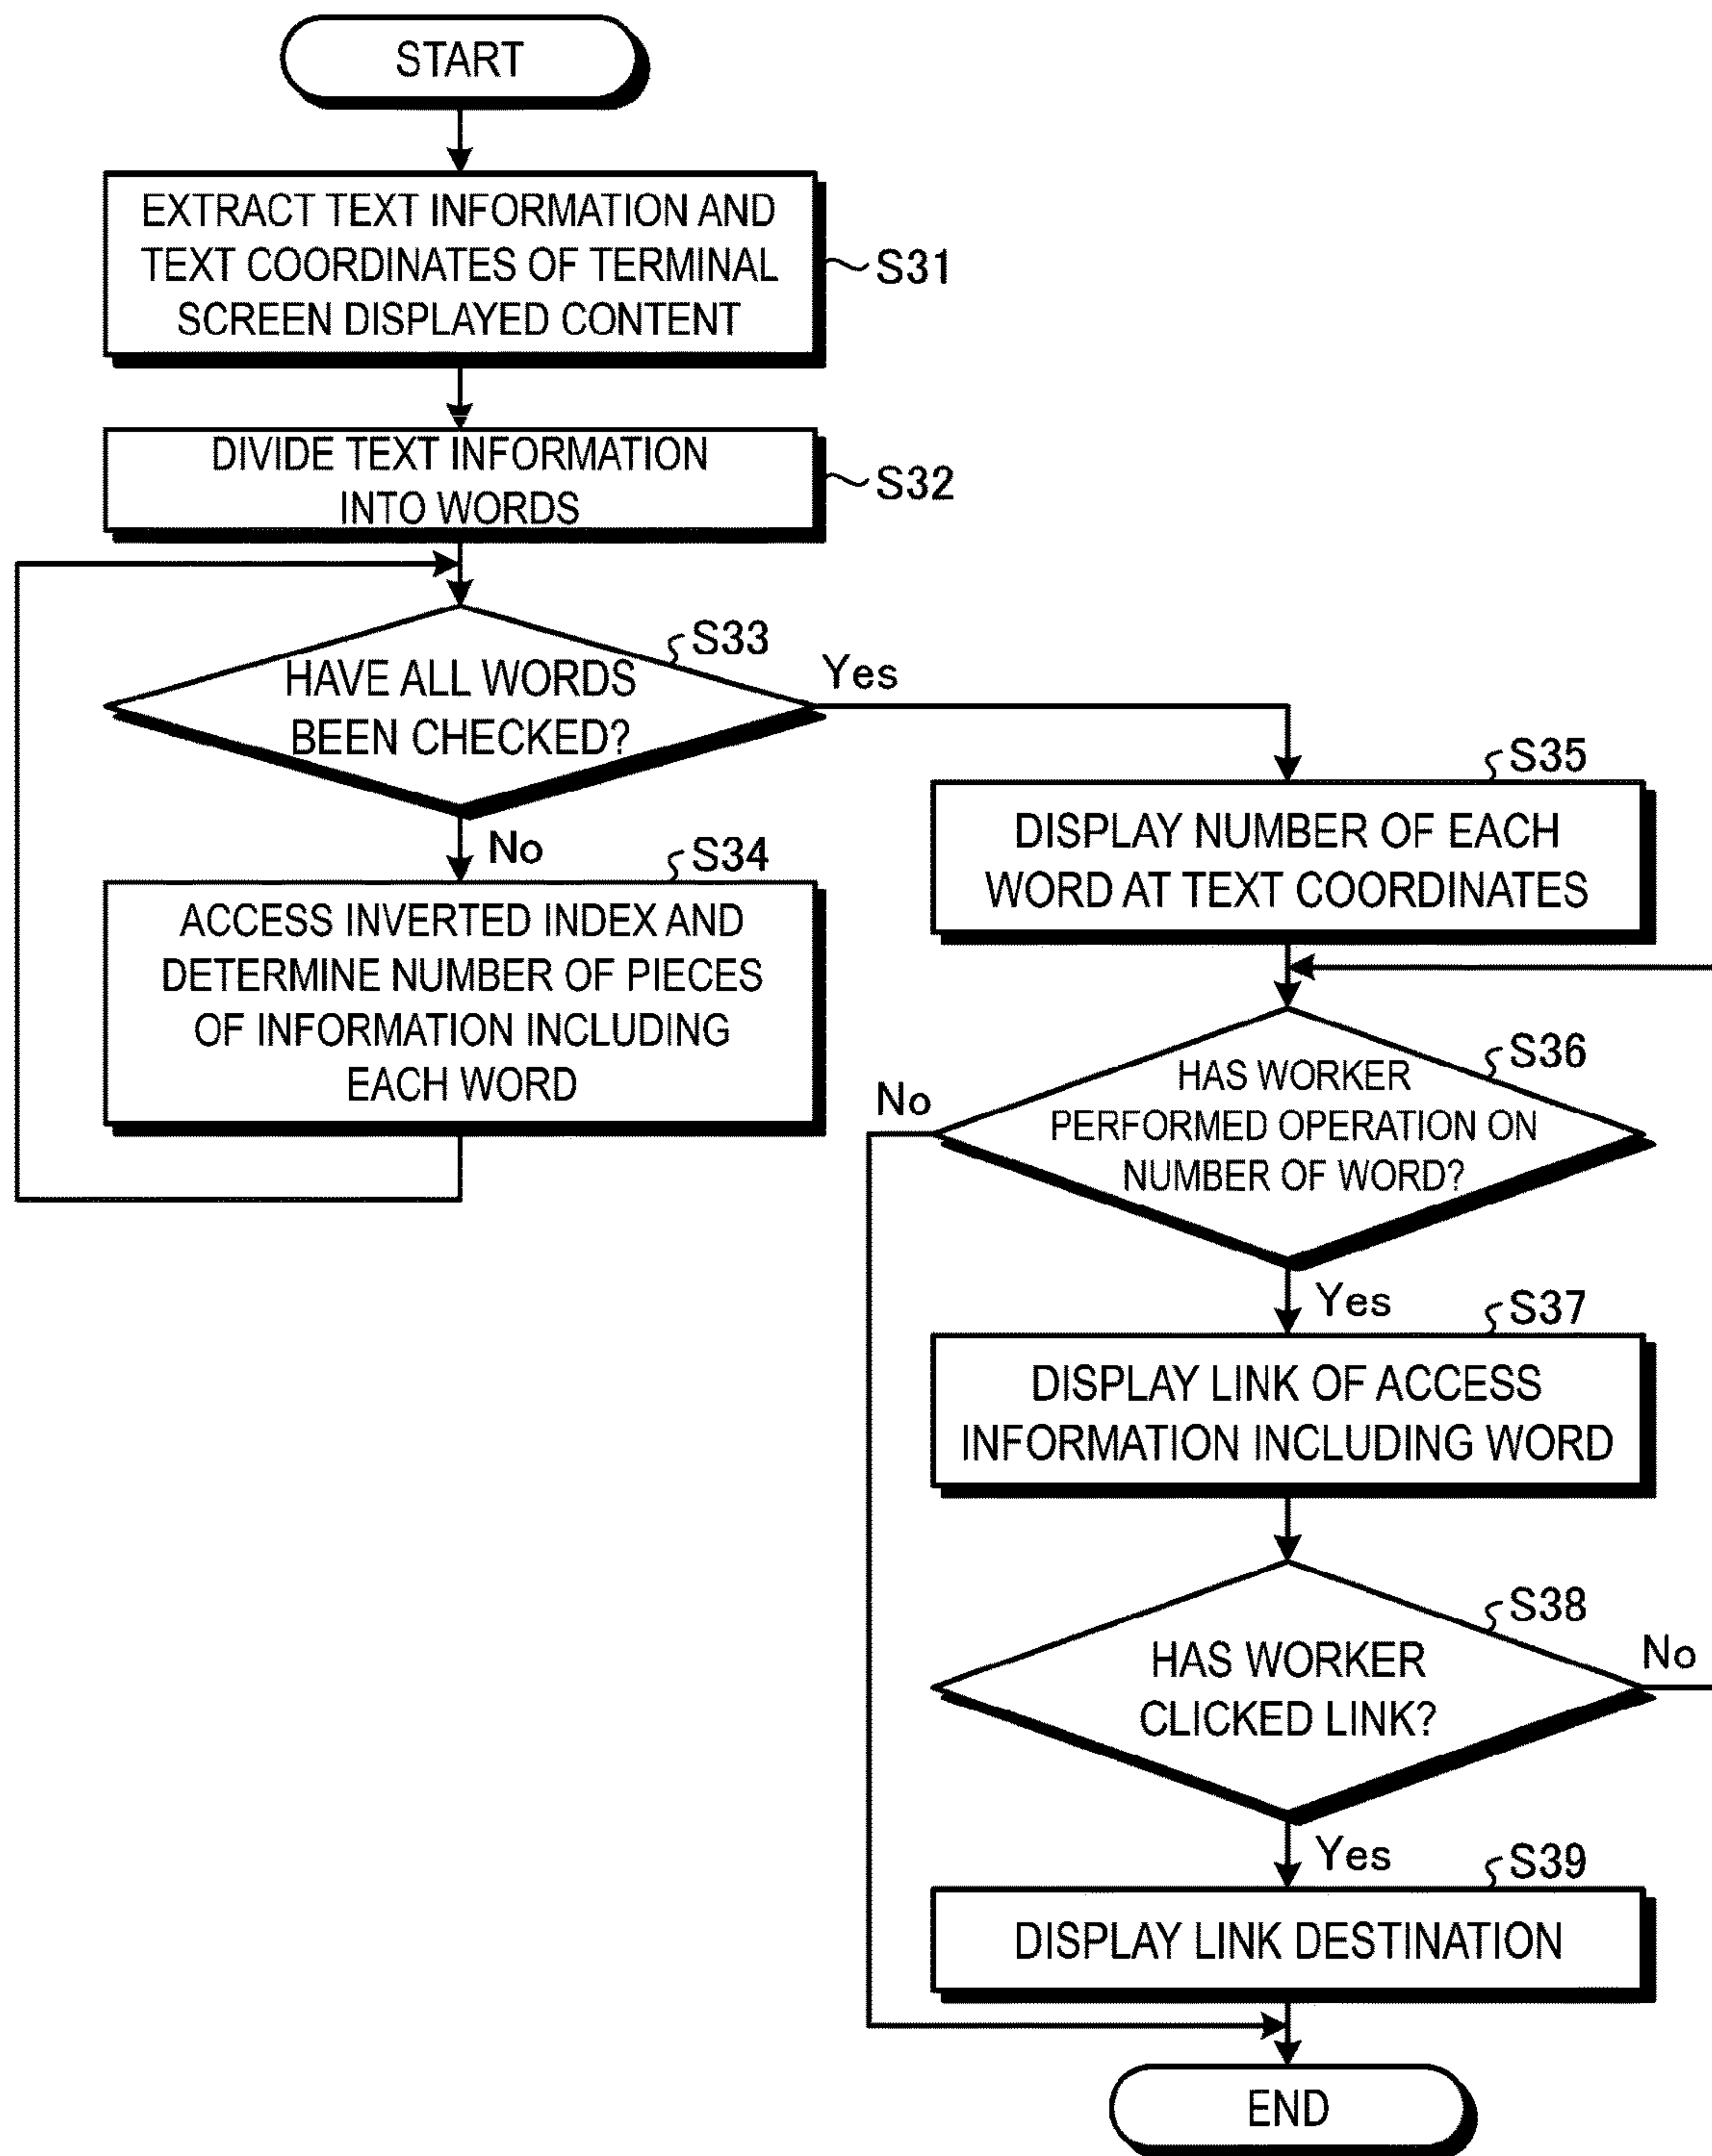 START
EXTRACT TEXT INFORMATION AND
TEXT COORDINATES OF TERMINAL
SCREEN DISPLAYED CONTENT
S31
DIVIDE TEXT INFORMATION
INTO WORDS
S32
S33
HAVE ALL WORDS
BEEN CHECKED?
Yes
No
S34
ACCESS INVERTED INDEX AND
DETERMINE NUMBER OF PIECES
OF INFORMATION INCLUDING
EACH WORD
S35
DISPLAY NUMBER OF EACH
WORD AT TEXT COORDINATES
S36
HAS WORKER
PERFORMED OPERATION ON
NUMBER OF WORD?
No
Yes
S37
DISPLAY LINK OF ACCESS
INFORMATION INCLUDING WORD
S38
HAS WORKER
CLICKED LINK?
No
Yes
S39
DISPLAY LINK DESTINATION
END